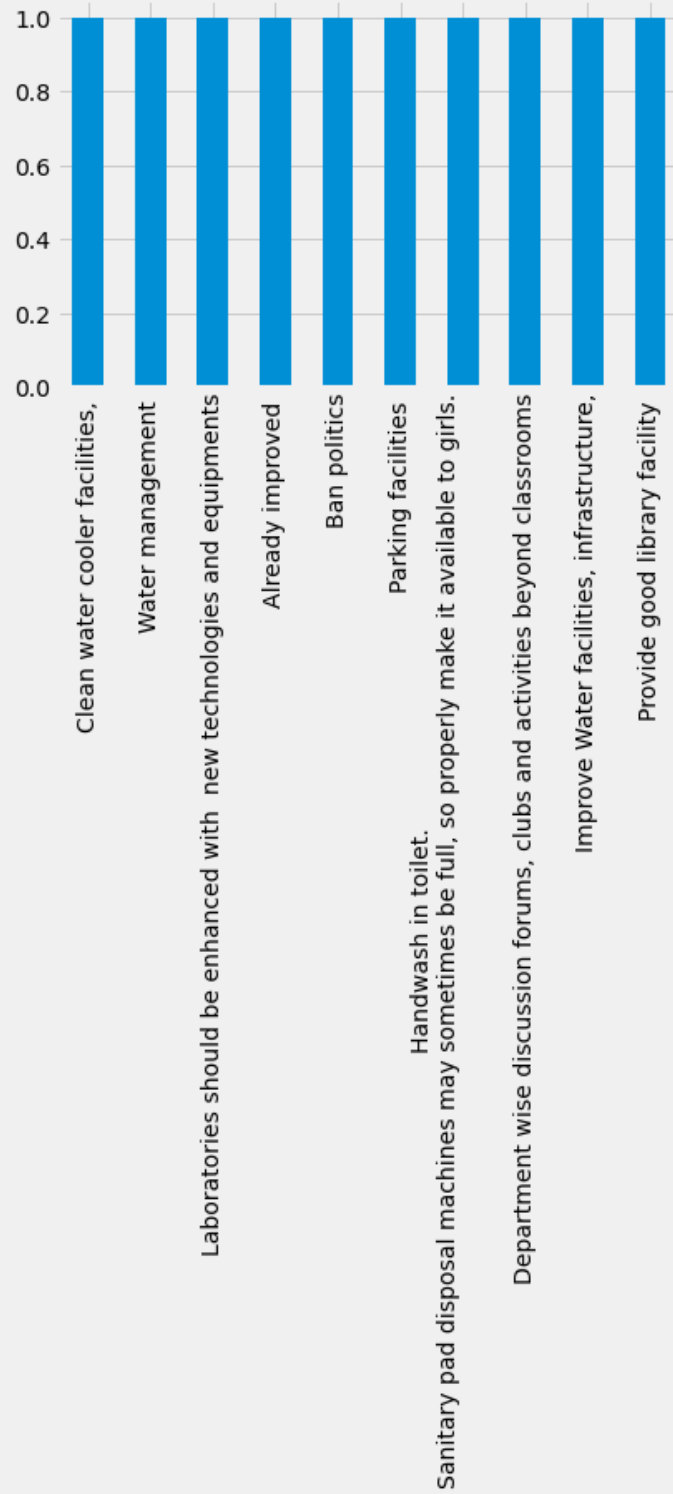 1.0
0.8
0.6
0.4
0.2
0.0
Clean water cooler facilities,
Water management
Laboratories should be enhanced with  new technologies and equipments
Already improved
Ban politics
Parking facilities
Handwash in toilet.
Sanitary pad disposal machines may sometimes be full, so properly make it available to girls.
Department wise discussion forums, clubs and activities beyond classrooms
Improve Water facilities, infrastructure,
Provide good library facility